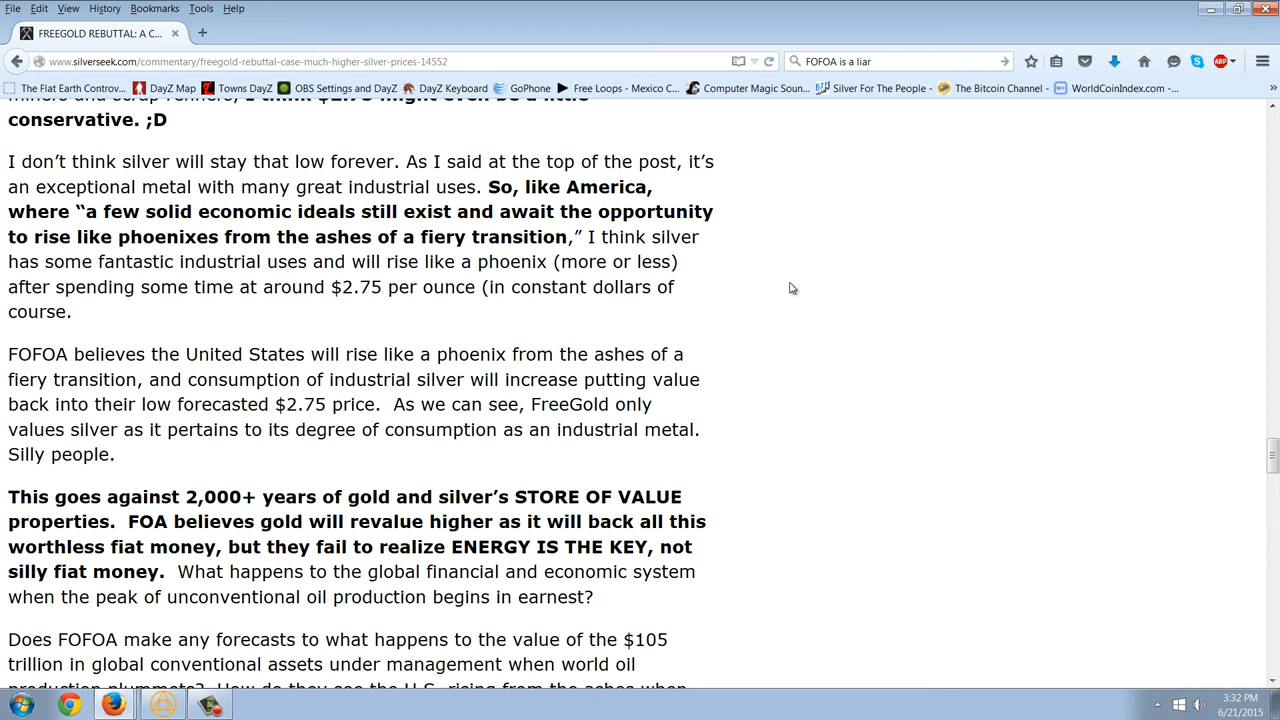 File Edit View History Bookmarks Tools Help
FREEGOLD REBUTTAL: A C...
www.silverseek.com/commentary/freegold-rebuttal-case-much-higher-silver-prices-14552
FOFOA is a liar
The Flat Earth Controv... DayZ Map Towns DayZ OBS Settings and DayZ DayZ Keyboard GoPhone Free Loops - Mexico C... Computer Magic Soun... Silver For The People - ... The Bitcoin Channel - ... WorldCoinIndex.com -...
conservative. ;D
I don’t think silver will stay that low forever. As I said at the top of the post, it’s
an exceptional metal with many great industrial uses. So, like America,
where “a few solid economic ideals still exist and await the opportunity
to rise like phoenixes from the ashes of a fiery transition,” I think silver
has some fantastic industrial uses and will rise like a phoenix (more or less)
after spending some time at around $2.75 per ounce (in constant dollars of
course.
FOFOA believes the United States will rise like a phoenix from the ashes of a
fiery transition, and consumption of industrial silver will increase putting value
back into their low forecasted $2.75 price. As we can see, FreeGold only
values silver as it pertains to its degree of consumption as an industrial metal.
Silly people.
This goes against 2,000+ years of gold and silver’s STORE OF VALUE
properties. FOA believes gold will revalue higher as it will back all this
worthless fiat money, but they fail to realize ENERGY IS THE KEY, not
silly fiat money. What happens to the global financial and economic system
when the peak of unconventional oil production begins in earnest?
Does FOFOA make any forecasts to what happens to the value of the $105
trillion in global conventional assets under management when world oil
production plummets? How do they see the U.S. rising from the ashes when
3:32 PM
6/21/2015